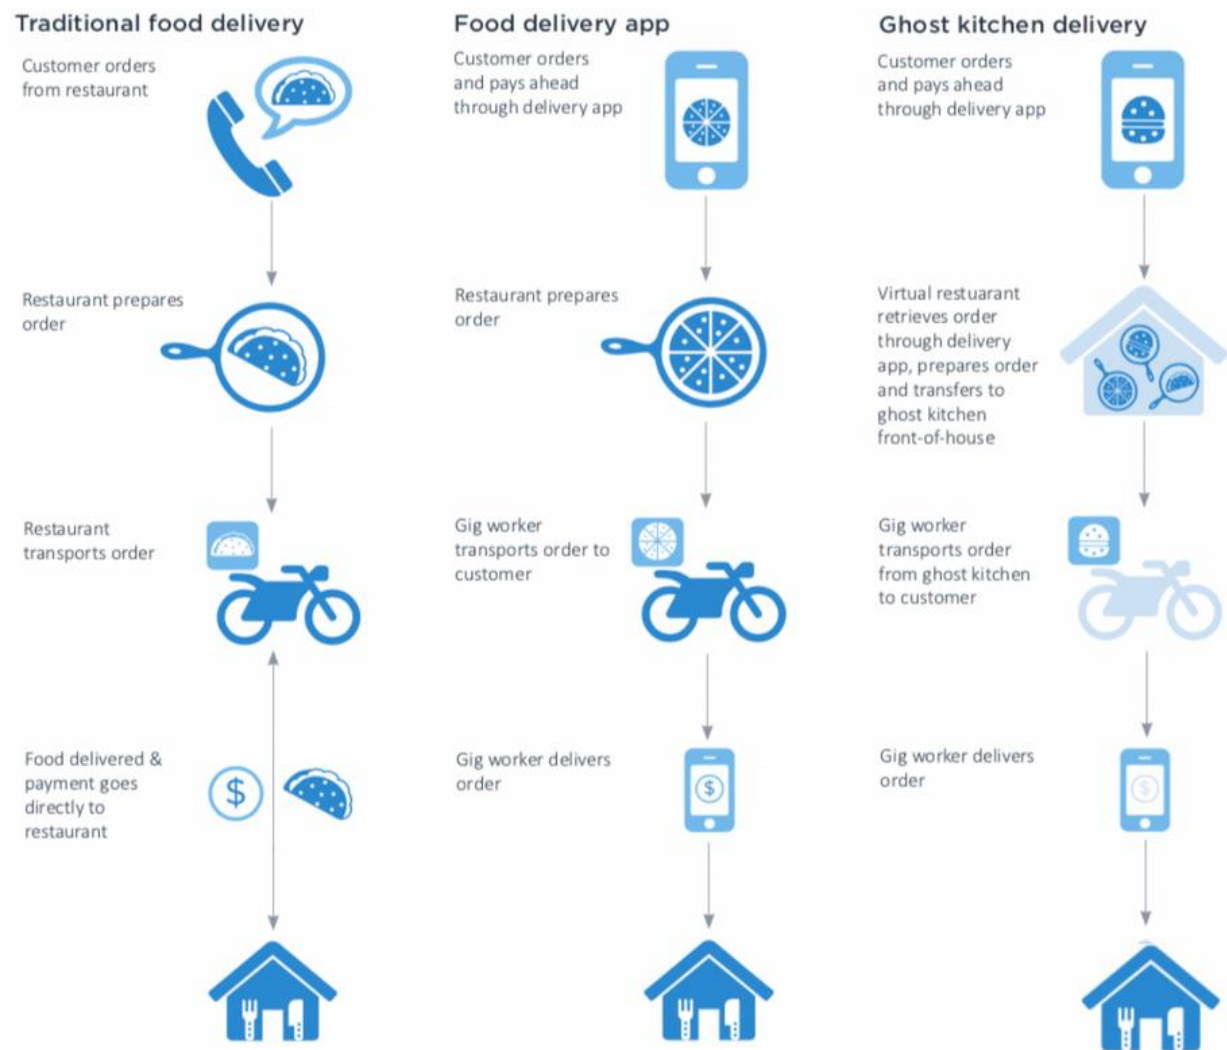 Traditional food delivery
Customer orders
from restaurant
Restaurant prepares
order
Restaurant
transports order
Food delivered &
payment goes
directly to
restaurant
$
Food delivery app
Customer orders
and pays ahead
through delivery app
Restaurant prepares
order
Gig worker
transports order to
customer
Gig worker delivers
order
$
Ghost kitchen delivery
Customer orders
and pays ahead
through delivery app
Virtual restuarant
retrieves order
through delivery
app, prepares order
and transfers to
ghost kitchen
front-of-house
Gig worker
transports order
from ghost kitchen
to customer
Gig worker delivers
order
$